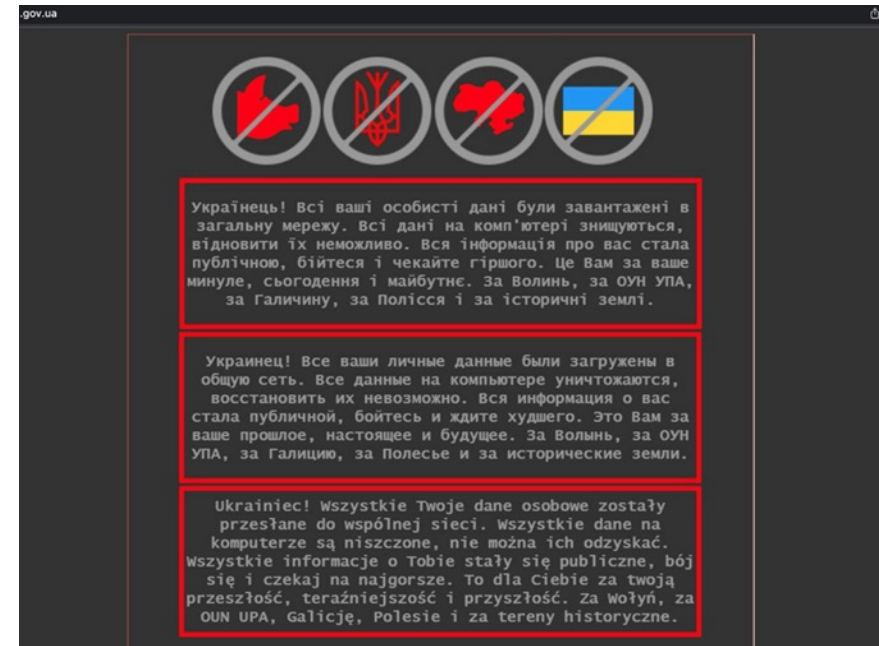 .gov.ua
Українець! Всі ваші особисті дані були завантажені в
загальну мережу. Всі дані на комп'ютері знищуються,
відновити їх неможливо. Вся інформація про вас стала
публічною, бійтеся і чекайте гіршого. Це Вам за ваше
минуле, сьогодення і майбутнє. За Волинь, за ОУН УПА,
за Галичину, за Полісся і за історичні землі.
Украинец! Все ваши личные данные были загружены в
общую сеть. Все данные на компьютере уничтожаются,
восстановить их невозможно. Вся информация о вас
стала публичной, бойтесь и ждите худшего. Это Вам за
ваше прошлое, настоящее и будущее. За Волынь, за ОУН
УПА, за Галицию, за Полесье и за исторические земли.
Ukrainiec! Wszystkie Twoje dane osobowe zostały
przesłane do wspólnej sieci. Wszystkie dane na
komputerze są niszczone, nie można ich odzyskać.
Wszystkie informacje o Tobie stały się publiczne, bój
się i czekaj na najgorsze. To dla Ciebie za twoją
przeszłość, teraźniejszość i przyszłość. Za Wołyń, za
OUN UPA, Galicję, Polesie i za tereny historyczne.